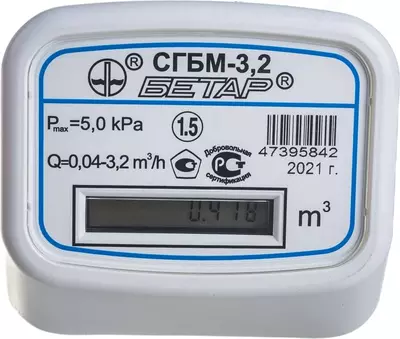 ® СГБМ-3,2
БЕТАР®
Pmax=5,0 kPa
1.5
Q=0,04-3,2 m³/h
Добровольная
РСТ
сертификация
47395842
2021 г.
0.418
m³